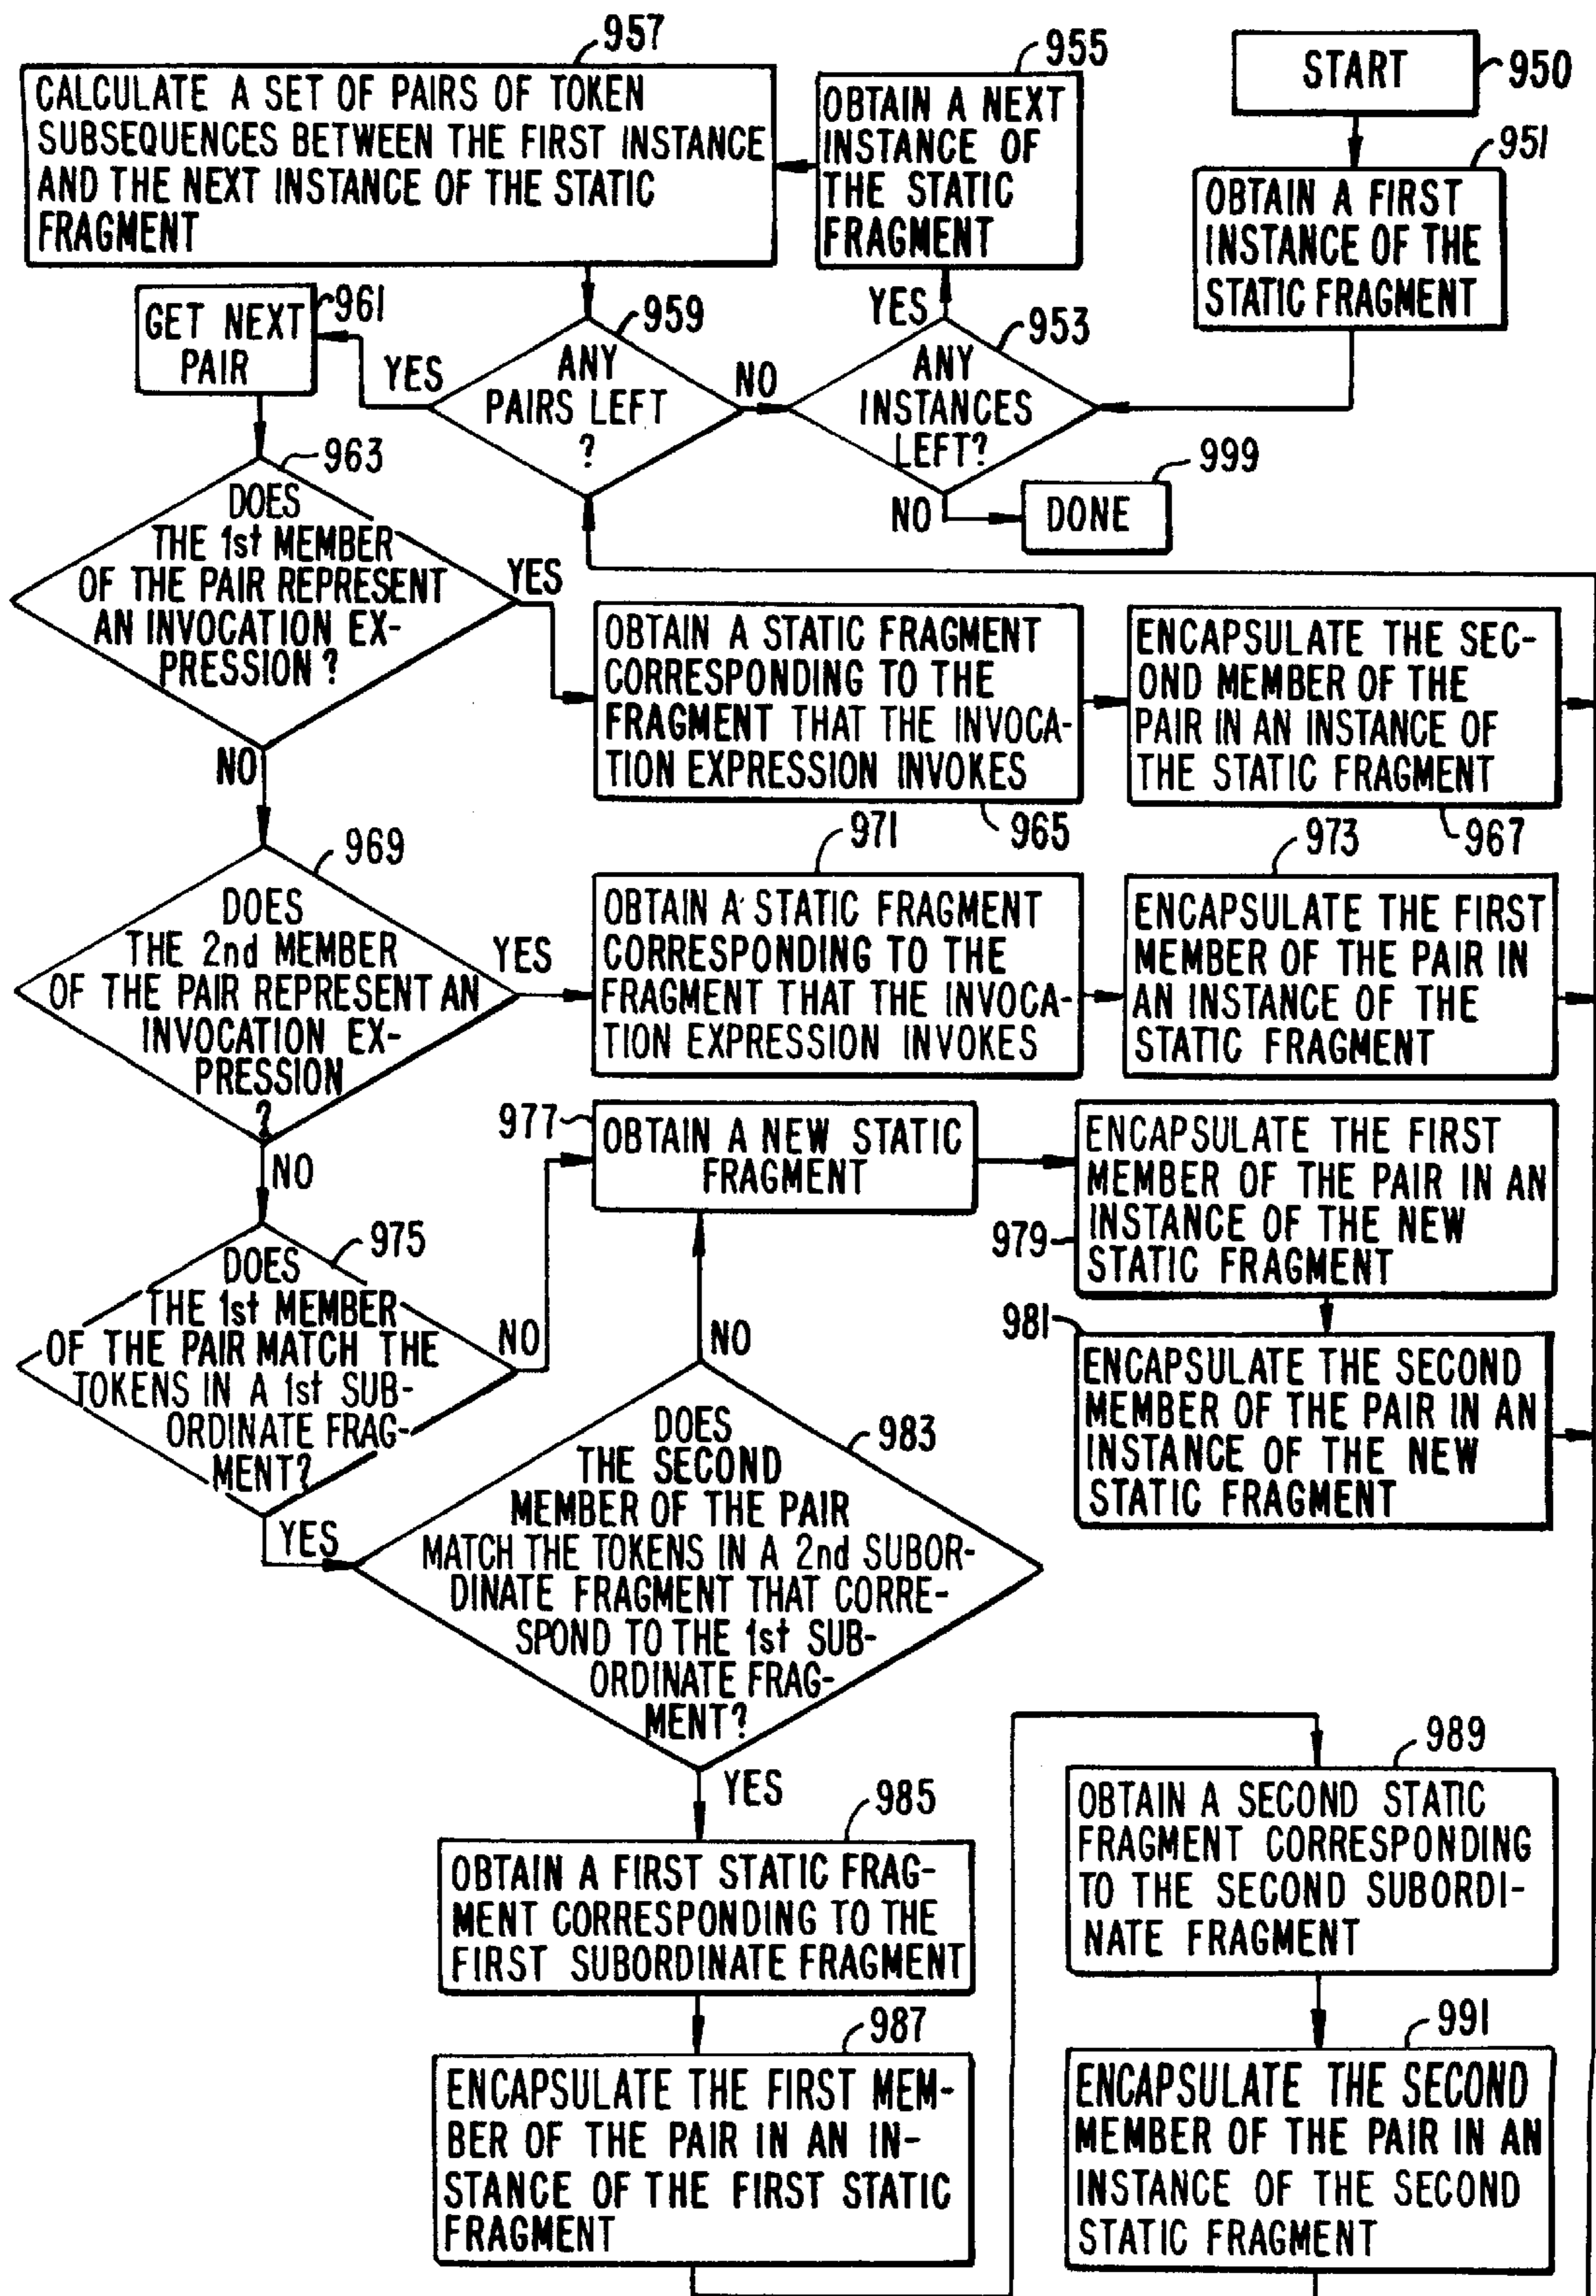 957
CALCULATE A SET OF PAIRS OF TOKEN
SUBSEQUENCES BETWEEN THE FIRST INSTANCE
AND THE NEXT INSTANCE OF THE STATIC
FRAGMENT
955
OBTAIN A NEXT
INSTANCE OF
THE STATIC
FRAGMENT
START
950
951
OBTAIN A FIRST
INSTANCE OF THE
STATIC FRAGMENT
961
GET NEXT
PAIR
YES
959
ANY
PAIRS LEFT
?
NO
YES
953
ANY
INSTANCES
LEFT?
NO
999
DONE
963
DOES
THE 1st MEMBER
OF THE PAIR REPRESENT
AN INVOCATION EX-
PRESSION?
YES
NO
OBTAIN A STATIC FRAGMENT
CORRESPONDING TO THE
FRAGMENT THAT THE INVOCA-
TION EXPRESSION INVOKES
965
ENCAPSULATE THE SEC-
OND MEMBER OF THE
PAIR IN AN INSTANCE OF
THE STATIC FRAGMENT
967
969
DOES
THE 2nd MEMBER
OF THE PAIR REPRESENT AN
INVOCATION EX-
PRESSION
?
YES
NO
971
OBTAIN A STATIC FRAGMENT
CORRESPONDING TO THE
FRAGMENT THAT THE INVOCA-
TION EXPRESSION INVOKES
973
ENCAPSULATE THE FIRST
MEMBER OF THE PAIR IN
AN INSTANCE OF THE
STATIC FRAGMENT
975
DOES
THE 1st MEMBER
OF THE PAIR MATCH THE
TOKENS IN A 1st SUB-
ORDINATE FRAG-
MENT?
NO
YES
977
OBTAIN A NEW STATIC
FRAGMENT
979
ENCAPSULATE THE FIRST
MEMBER OF THE PAIR IN AN
INSTANCE OF THE NEW
STATIC FRAGMENT
981
ENCAPSULATE THE SECOND
MEMBER OF THE PAIR IN AN
INSTANCE OF THE NEW
STATIC FRAGMENT
NO
983
DOES
THE SECOND
MEMBER OF THE PAIR
MATCH THE TOKENS IN A 2nd SUBOR-
DINATE FRAGMENT THAT CORRE-
SPOND TO THE 1st SUB-
ORDINATE FRAG-
MENT?
YES
985
OBTAIN A FIRST STATIC FRAG-
MENT CORRESPONDING TO THE
FIRST SUBORDINATE FRAGMENT
987
ENCAPSULATE THE FIRST MEM-
BER OF THE PAIR IN AN IN-
STANCE OF THE FIRST STATIC
FRAGMENT
989
OBTAIN A SECOND STATIC
FRAGMENT CORRESPONDING
TO THE SECOND SUBORDI-
NATE FRAGMENT
991
ENCAPSULATE THE SECOND
MEMBER OF THE PAIR IN AN
INSTANCE OF THE SECOND
STATIC FRAGMENT